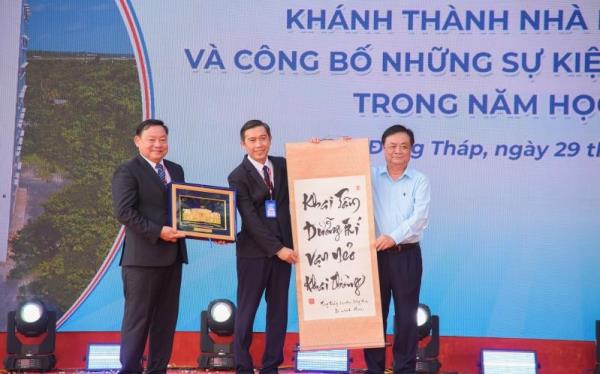 KHÁNH THÀNH NHÀ
VÀ CÔNG BỐ NHỮNG SỰ KIỆ
TRONG NĂM HỌC
Đồng Tháp, ngày 29
Khai Tâm
Dưỡng Trí
Vạn Nẻo
Khai Thông